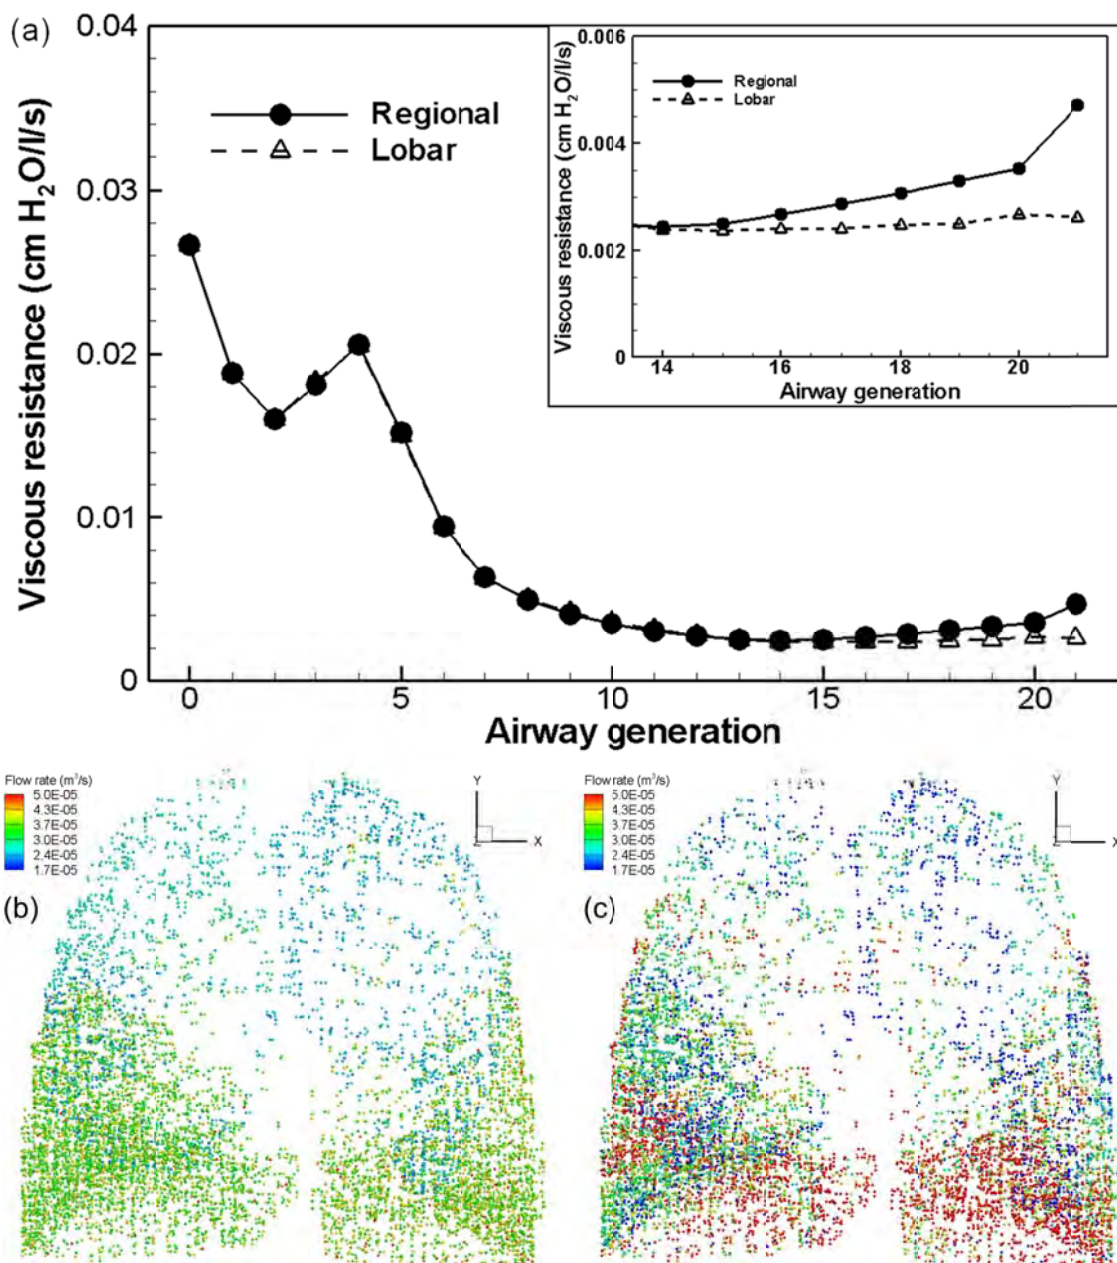 (a)
0.04
0.03
0.02
0.01
0
Viscous resistance (cm H₂O/l/s)
Regional
Lobar
0 5 10 15 20
Airway generation
0.006
0.004
0.002
0
Viscous resistance (cm H₂O/l/s)
Regional
Lobar
14 16 18 20
Airway generation
Flow rate (m³/s)
5.0E-05
4.3E-05
3.7E-05
3.0E-05
2.4E-05
1.7E-05
(b)
Y
Z X
Flow rate (m³/s)
5.0E-05
4.3E-05
3.7E-05
3.0E-05
2.4E-05
1.7E-05
(c)
Y
Z X